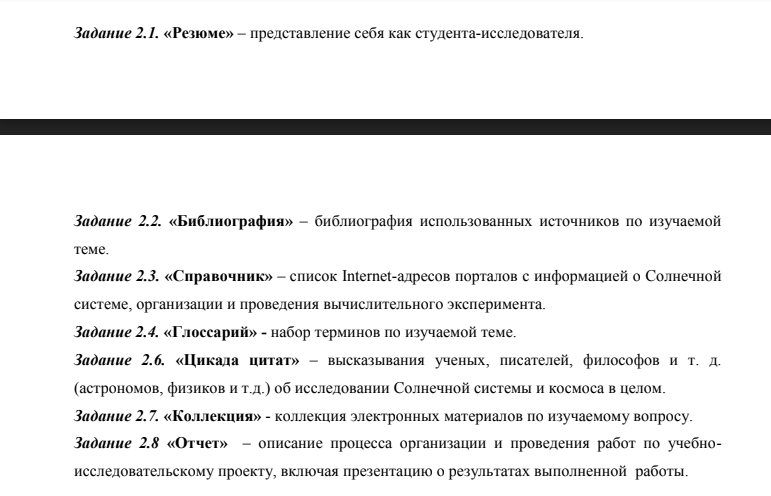 Задание 2.1. «Резюме» – представление себя как студента-исследователя.
Задание 2.2. «Библиография» – библиография использованных источников по изучаемой
теме.
Задание 2.3. «Справочник» – список Internet-адресов порталов с информацией о Солнечной
системе, организации и проведения вычислительного эксперимента.
Задание 2.4. «Глоссарий» - набор терминов по изучаемой теме.
Задание 2.6. «Цикада цитат» – высказывания ученых, писателей, философов и т. д.
(астрономов, физиков и т.д.) об исследовании Солнечной системы и космоса в целом.
Задание 2.7. «Коллекция» - коллекция электронных материалов по изучаемому вопросу.
Задание 2.8 «Отчет» – описание процесса организации и проведения работ по учебно-
исследовательскому проекту, включая презентацию о результатах выполненной работы.